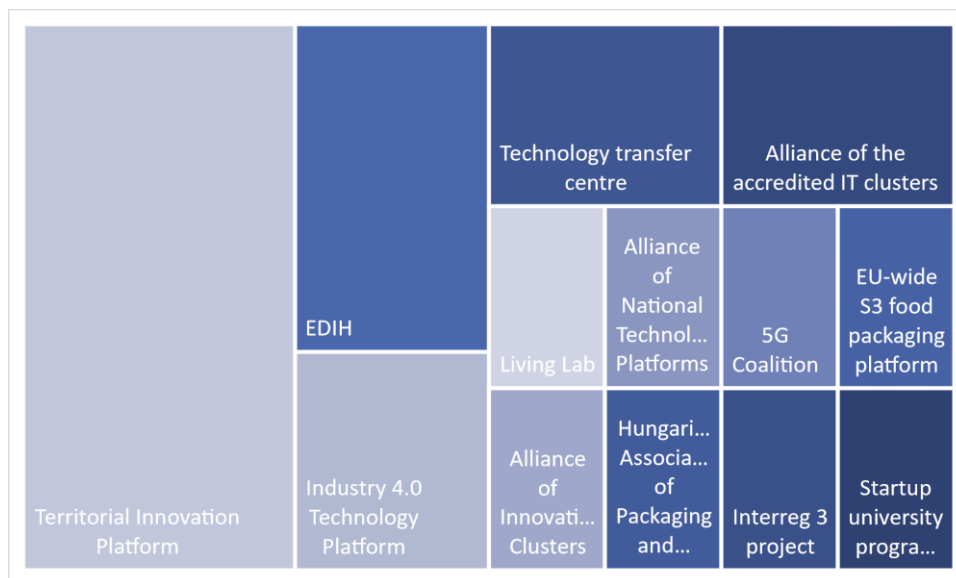 Territorial Innovation
Platform
EDIH
Industry 4.0
Technology
Platform
Technology transfer
centre
Alliance of the
accredited IT clusters
Living Lab
Alliance
of
National
Technol...
Platforms
5G
Coalition
EU-wide
S3 food
packaging
platform
Alliance
of
Innovati...
Clusters
Hungari...
Associa...
of
Packaging
and...
Interreg 3
project
Startup
university
progra...